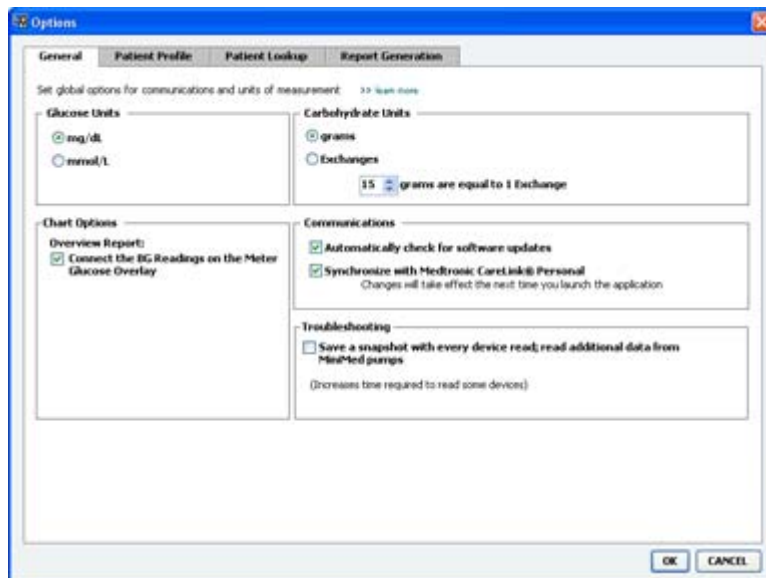 Options
General
Patient Profile
Patient Lookup
Report Generation
Set global options for communications and units of measurement >> learn more
Glucose Units
mg/dL
mmol/L
Carbohydrate Units
grams
Exchanges
15 grams are equal to 1 Exchange
Chart Options
Overview Report:
Connect the BG Readings on the Meter
Glucose Overlay
Communications
Automatically check for software updates
Synchronize with Medtronic CareLink® Personal
Changes will take effect the next time you launch the application
Troubleshooting
Save a snapshot with every device read; read additional data from
MiniMed pumps
(Increases time required to read some devices)
OK
CANCEL